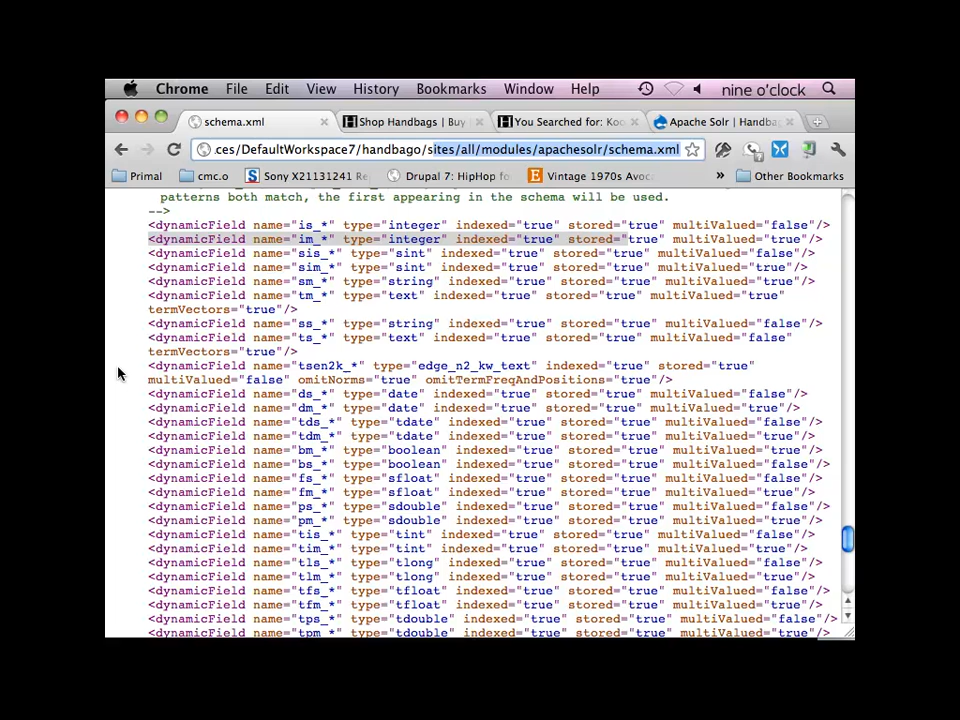 Chrome File Edit View History Bookmarks Window Help nine o'clock
schema.xml Shop Handbags | Buy You Searched for: Koo Apache Solr | Handba
.ces/DefaultWorkspace7/handbago/sites/all/modules/apachesolr/schema.xml
Primal cmc.o Sony X21131241 Re Drupal 7: HipHop fo Vintage 1970s Avoc » Other Bookmarks
patterns both match, the first appearing in the schema will be used.
-->
<dynamicField name="is_*" type="integer" indexed="true" stored="true" multiValued="false"/>
<dynamicField name="im_*" type="integer" indexed="true" stored="true" multiValued="true"/>
<dynamicField name="sis_*" type="sint" indexed="true" stored="true" multiValued="false"/>
<dynamicField name="sim_*" type="sint" indexed="true" stored="true" multiValued="true"/>
<dynamicField name="sm_*" type="string" indexed="true" stored="true" multiValued="true"/>
<dynamicField name="tm_*" type="text" indexed="true" stored="true" multiValued="true"
termVectors="true"/>
<dynamicField name="ss_*" type="string" indexed="true" stored="true" multiValued="false"/>
<dynamicField name="ts_*" type="text" indexed="true" stored="true" multiValued="false"
termVectors="true"/>
<dynamicField name="tsen2k_*" type="edge_n2_kw_text" indexed="true" stored="true"
multiValued="false" omitNorms="true" omitTermFreqAndPositions="true"/>
<dynamicField name="ds_*" type="date" indexed="true" stored="true" multiValued="false"/>
<dynamicField name="dm_*" type="date" indexed="true" stored="true" multiValued="true"/>
<dynamicField name="tds_*" type="tdate" indexed="true" stored="true" multiValued="false"/>
<dynamicField name="tdm_*" type="tdate" indexed="true" stored="true" multiValued="true"/>
<dynamicField name="bm_*" type="boolean" indexed="true" stored="true" multiValued="true"/>
<dynamicField name="bs_*" type="boolean" indexed="true" stored="true" multiValued="false"/>
<dynamicField name="fs_*" type="sfloat" indexed="true" stored="true" multiValued="false"/>
<dynamicField name="fm_*" type="sfloat" indexed="true" stored="true" multiValued="true"/>
<dynamicField name="ps_*" type="sdouble" indexed="true" stored="true" multiValued="false"/>
<dynamicField name="pm_*" type="sdouble" indexed="true" stored="true" multiValued="true"/>
<dynamicField name="tis_*" type="tint" indexed="true" stored="true" multiValued="false"/>
<dynamicField name="tim_*" type="tint" indexed="true" stored="true" multiValued="true"/>
<dynamicField name="tls_*" type="tlong" indexed="true" stored="true" multiValued="false"/>
<dynamicField name="tlm_*" type="tlong" indexed="true" stored="true" multiValued="true"/>
<dynamicField name="tfs_*" type="tfloat" indexed="true" stored="true" multiValued="false"/>
<dynamicField name="tfm_*" type="tfloat" indexed="true" stored="true" multiValued="true"/>
<dynamicField name="tps_*" type="tdouble" indexed="true" stored="true" multiValued="false"/>
<dynamicField name="tpm_*" type="tdouble" indexed="true" stored="true" multiValued="true"/>